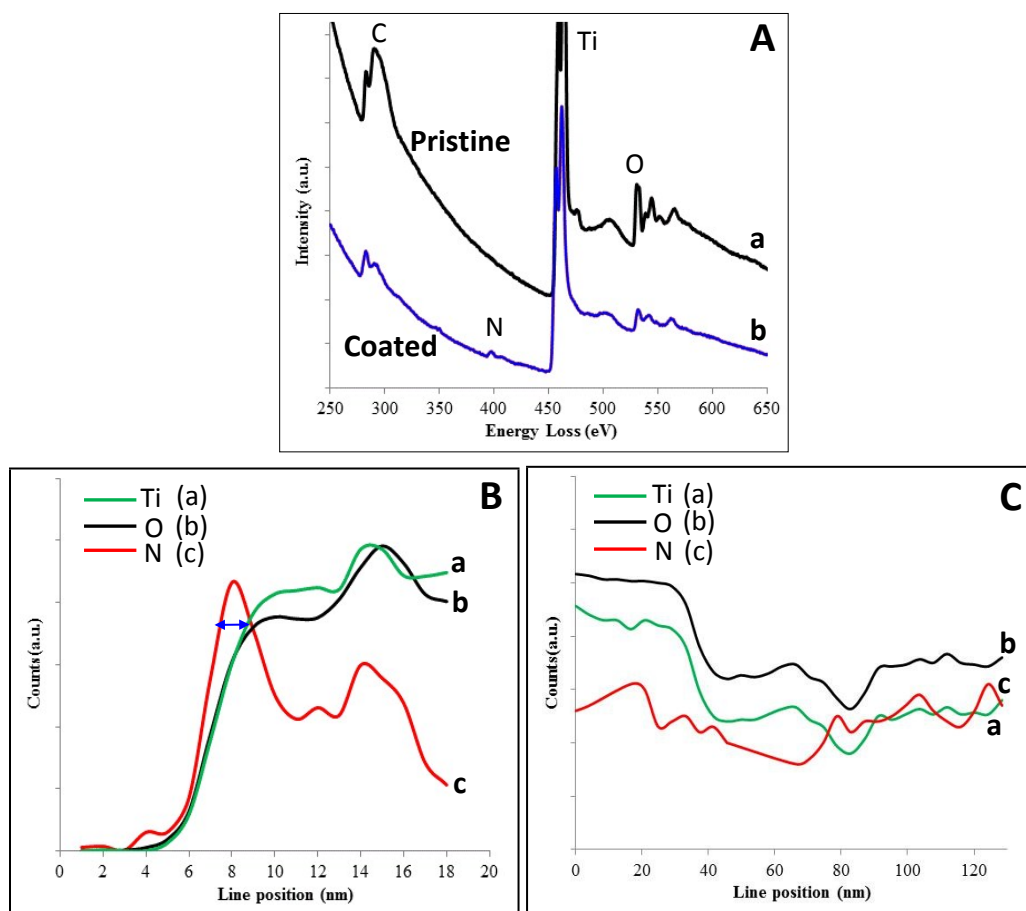 A
C
Ti
Pristine
O
a
N
Coated
b
Intensity (a.u.)
250 300 350 400 450 500 550 600 650
Energy Loss (eV)
B
Ti (a)
O (b)
N (c)
a
b
c
Counts(a.u.)
0 2 4 6 8 10 12 14 16 18 20
Line position (nm)
C
Ti (a)
O (b)
N (c)
b
c
a
Counts(a.u.)
0 20 40 60 80 100 120
Line position (nm)